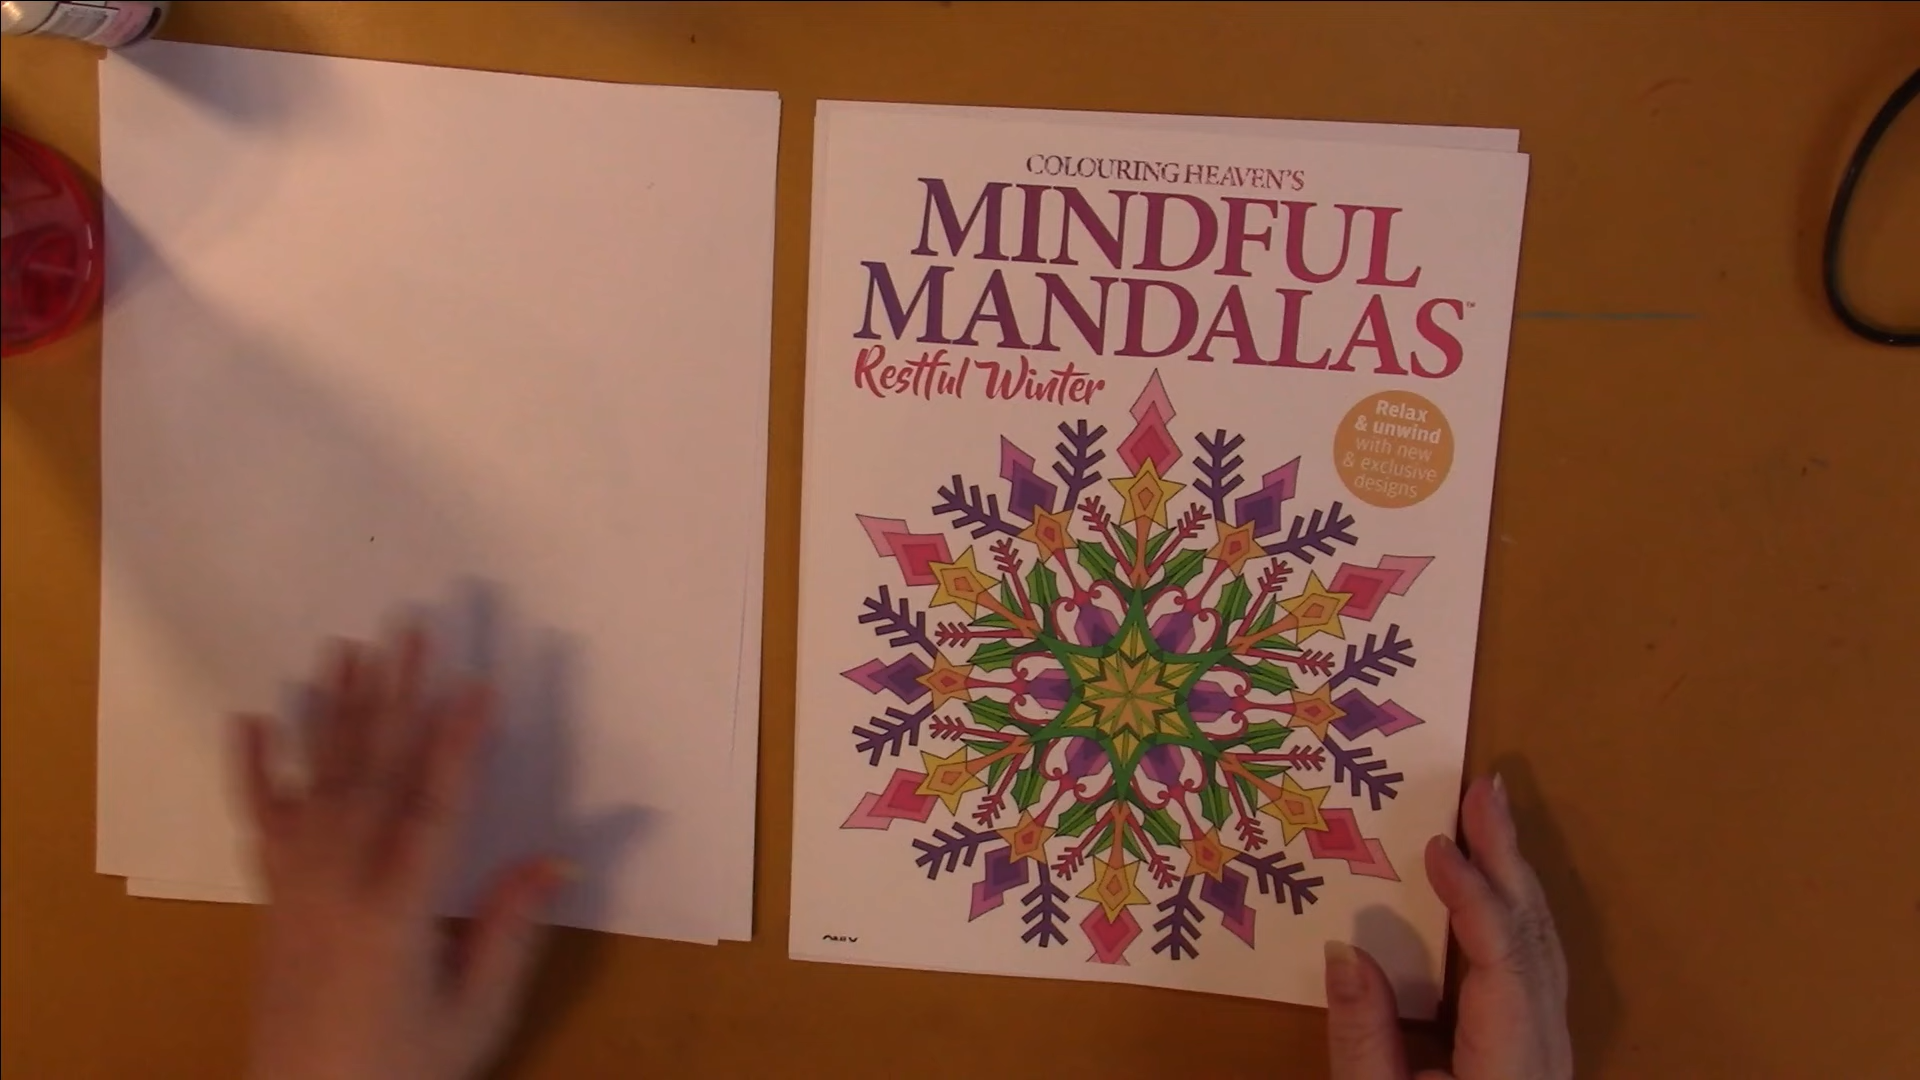 COLOURING HEAVEN'S
MINDFUL
MANDALAS™
Restful Winter
Relax
& unwind
with new
& exclusive
designs